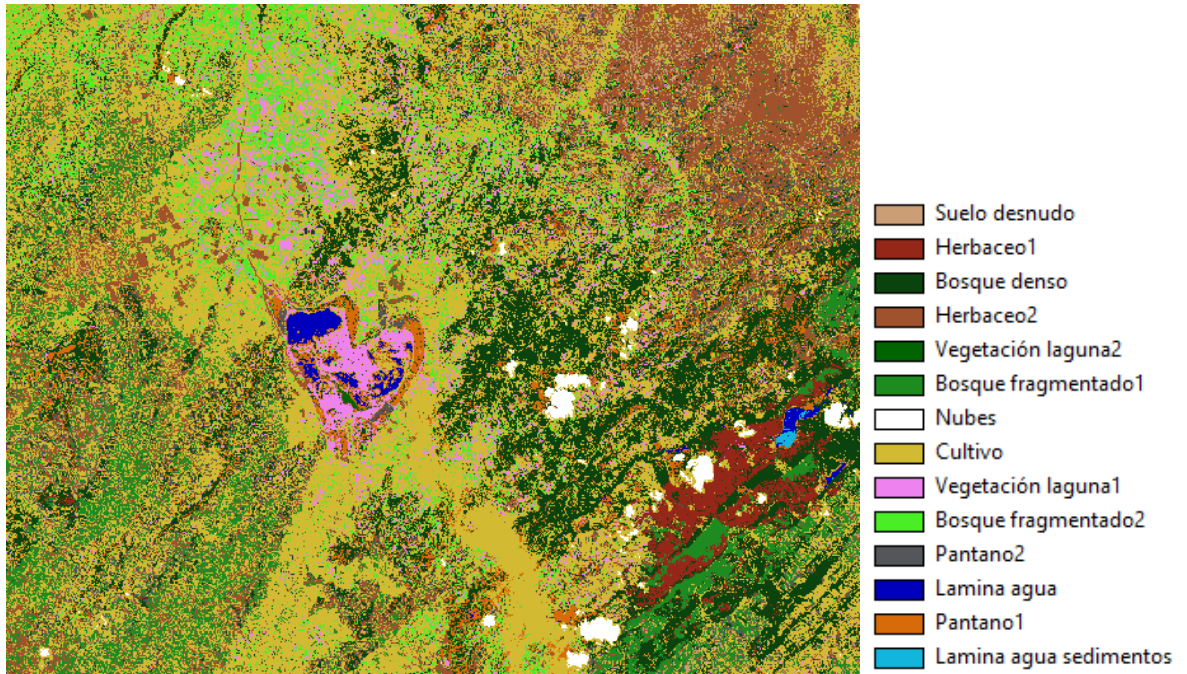 Suelo desnudo
Herbaceo1
Bosque denso
Herbaceo2
Vegetación laguna2
Bosque fragmentado1
Nubes
Cultivo
Vegetación laguna1
Bosque fragmentado2
Pantano2
Lamina agua
Pantano1
Lamina agua sedimentos